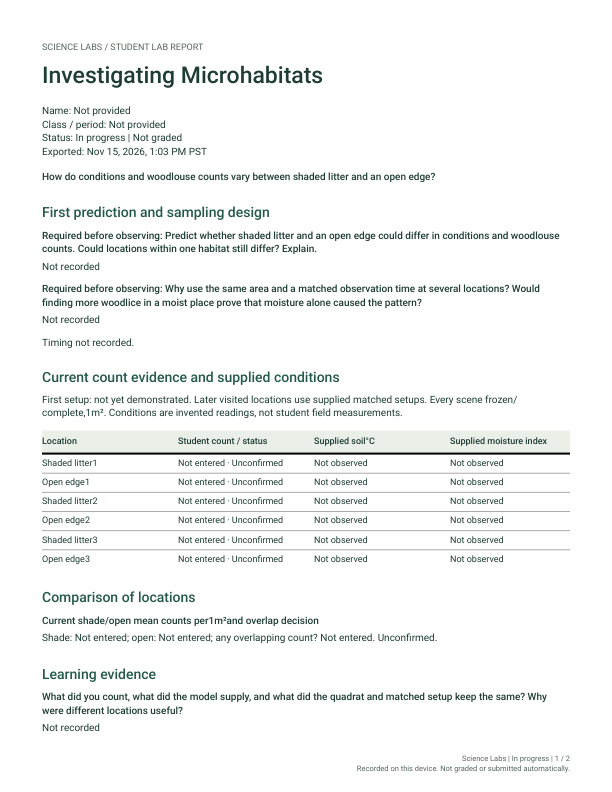 SCIENCE LABS / STUDENT LAB REPORT
Investigating Microhabitats
Name: Not provided
Class / period: Not provided
Status: In progress | Not graded
Exported: Nov 15, 2026, 1:03 PM PST
How do conditions and woodlouse counts vary between shaded litter and an open edge?
First prediction and sampling design
Required before observing: Predict whether shaded litter and an open edge could differ in conditions and woodlouse
counts. Could locations within one habitat still differ? Explain.
Not recorded
Required before observing: Why use the same area and a matched observation time at several locations? Would
finding more woodlice in a moist place prove that moisture alone caused the pattern?
Not recorded
Timing not recorded.
Current count evidence and supplied conditions
First setup: not yet demonstrated. Later visited locations use supplied matched setups. Every scene frozen/
complete,1m². Conditions are invented readings, not student field measurements.
Location Student count / status Supplied soil°C Supplied moisture index
Shaded litter1 Not entered · Unconfirmed Not observed Not observed
Open edge1 Not entered · Unconfirmed Not observed Not observed
Shaded litter2 Not entered · Unconfirmed Not observed Not observed
Open edge2 Not entered · Unconfirmed Not observed Not observed
Shaded litter3 Not entered · Unconfirmed Not observed Not observed
Open edge3 Not entered · Unconfirmed Not observed Not observed
Comparison of locations
Current shade/open mean counts per1m²and overlap decision
Shade: Not entered; open: Not entered; any overlapping count? Not entered. Unconfirmed.
Learning evidence
What did you count, what did the model supply, and what did the quadrat and matched setup keep the same? Why
were different locations useful?
Not recorded
Science Labs | In progress | 1 / 2
Recorded on this device. Not graded or submitted automatically.